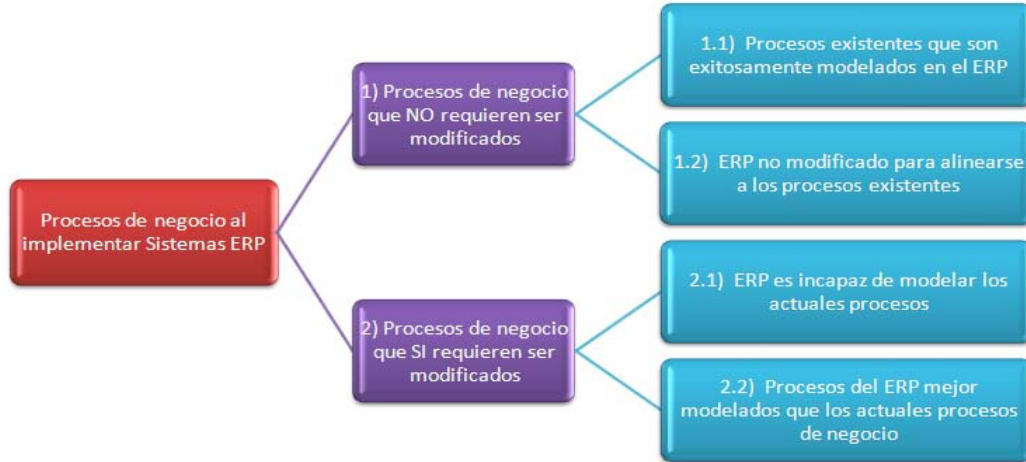 Procesos de negocio al
implementar Sistemas ERP
1) Procesos de negocio
que NO requieren ser
modificados
1.1) Procesos existentes que son
exitosamente modelados en el ERP
1.2) ERP no modificado para alinearse
a los procesos existentes
2) Procesos de negocio
que SI requieren ser
modificados
2.1) ERP es incapaz de modelar los
actuales procesos
2.2) Procesos del ERP mejor
modelados que los actuales procesos
de negocio